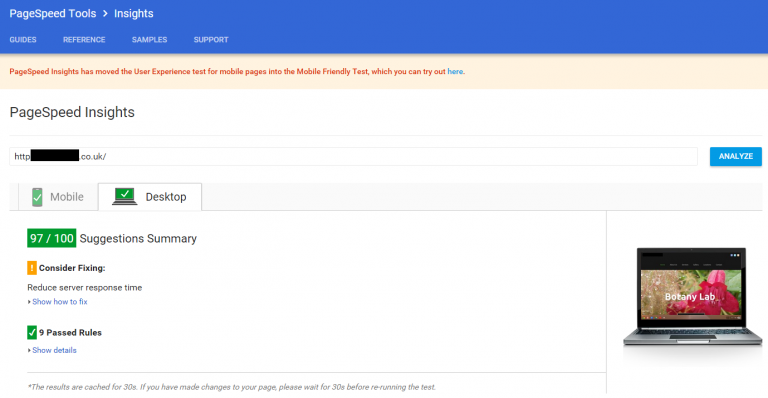 PageSpeed Tools > Insights
GUIDES REFERENCE SAMPLES SUPPORT
PageSpeed Insights has moved the User Experience test for mobile pages into the Mobile Friendly Test, which you can try out here.
PageSpeed Insights
http .co.uk/ ANALYZE
Mobile Desktop
97 / 100 Suggestions Summary
! Consider Fixing:
Reduce server response time
Show how to fix
Botany Lab
9 Passed Rules
Show details
*The results are cached for 30s. If you have made changes to your page, please wait for 30s before re-running the test.